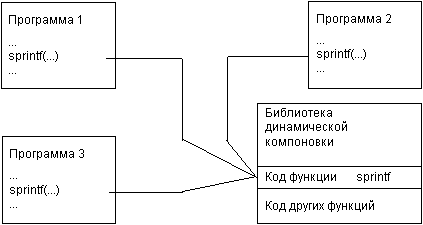 Программа 1
...
sprintf(...)
...
Программа 2
...
sprintf(...)
...
Программа 3
...
sprintf(...)
...
Библиотека
динамической
компоновки
Код функции sprintf
Код других функций